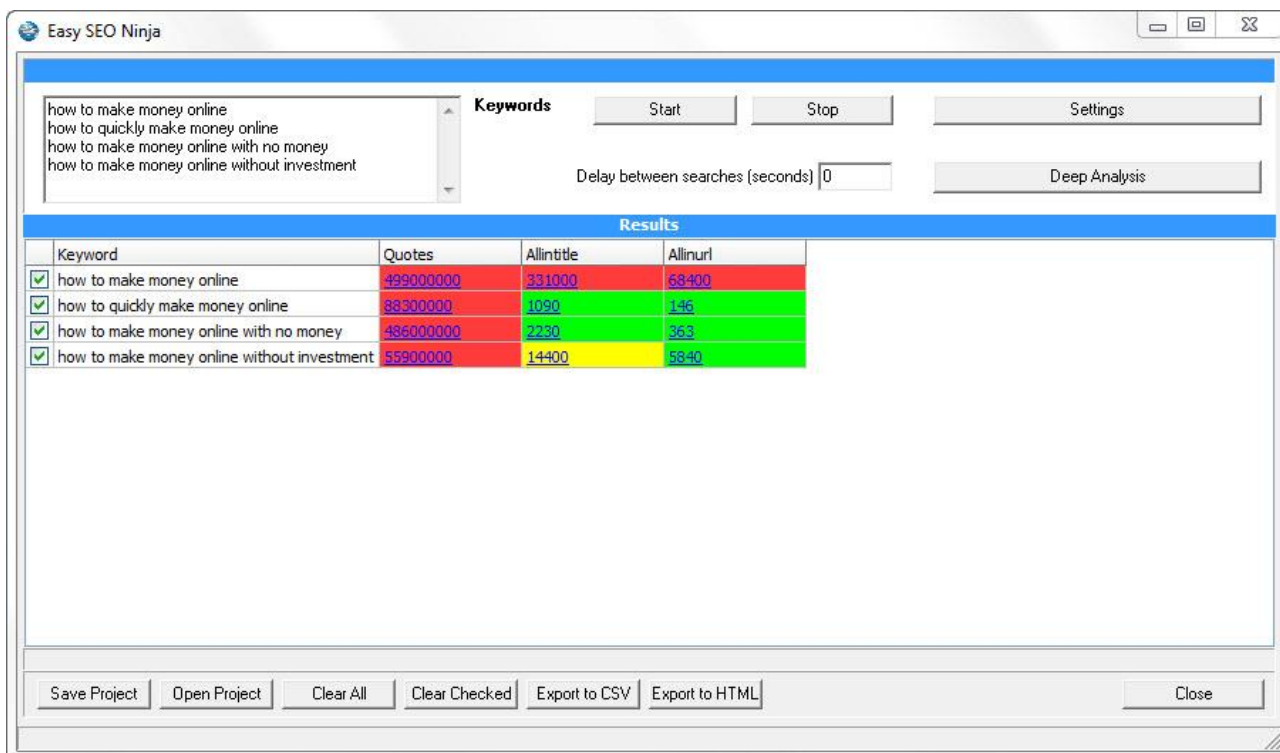 Easy SEO Ninja
how to make money online
how to quickly make money online
how to make money online with no money
how to make money online without investment
Keywords Start Stop Settings
Delay between searches (seconds) 0 Deep Analysis
Results
Keyword Quotes Allintitle Allinurl
how to make money online 499000000 331000 68400
how to quickly make money online 88300000 1090 146
how to make money online with no money 486000000 2230 363
how to make money online without investment 55900000 14400 5840
Save Project Open Project Clear All Clear Checked Export to CSV Export to HTML Close